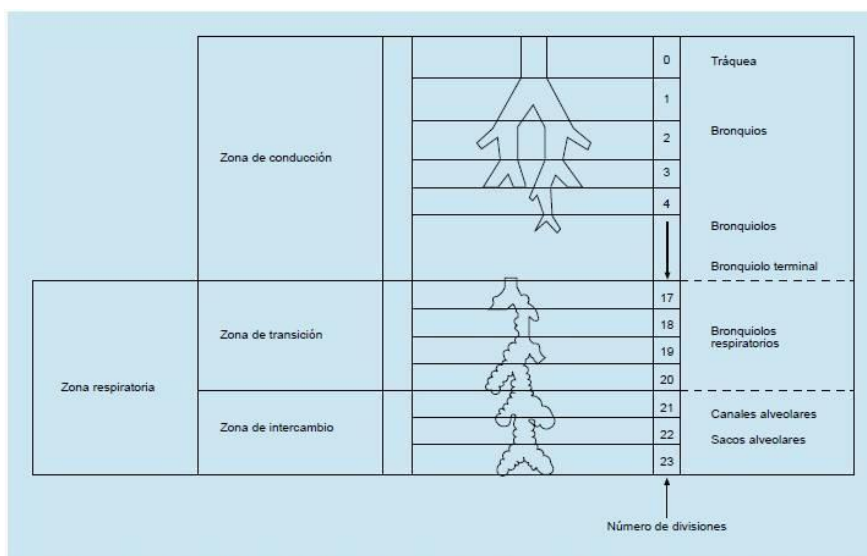 0
Tráquea
1
2
Bronquios
Zona de conducción
3
4
Bronquiolos
Bronquiolo terminal
17
18
Zona de transición
Bronquiolos
respiratorios
19
20
Zona respiratoria
21
Canales alveolares
Zona de intercambio
22
Sacos alveolares
23
Número de divisiones